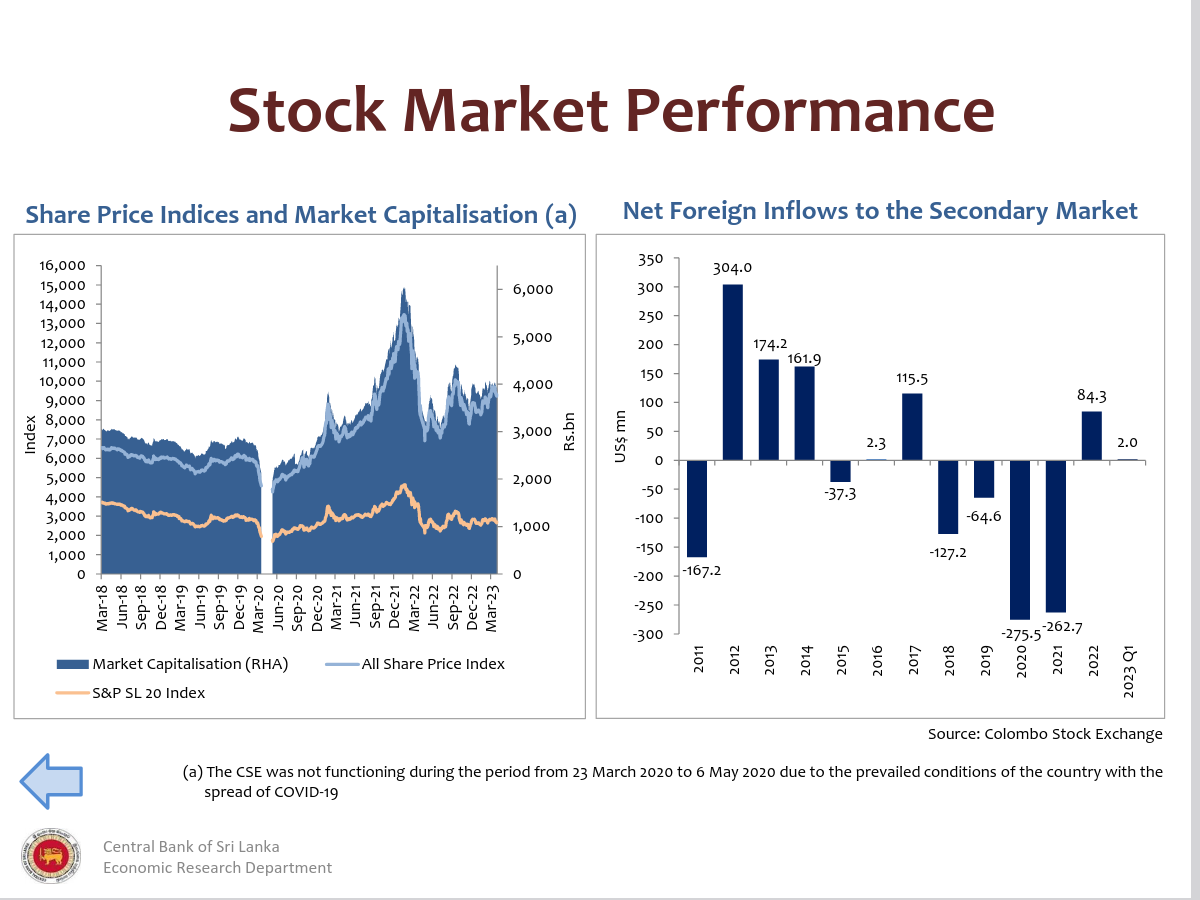 Stock Market Performance
Share Price Indices and Market Capitalisation (a)
16,000
15,000
14,000
13,000
12,000
11,000
10,000
9,000
8,000
7,000
6,000
5,000
4,000
3,000
2,000
1,000
0
Index
6,000
5,000
4,000
3,000
2,000
1,000
0
Rs.bn
Mar-18
Jun-18
Sep-18
Dec-18
Mar-19
Jun-19
Sep-19
Dec-19
Mar-20
Jun-20
Sep-20
Dec-20
Mar-21
Jun-21
Sep-21
Dec-21
Mar-22
Jun-22
Sep-22
Dec-22
Mar-23
Market Capitalisation (RHA)
All Share Price Index
S&P SL 20 Index
Net Foreign Inflows to the Secondary Market
350
300
250
200
150
100
50
0
-50
-100
-150
-200
-250
-300
US$ mn
-167.2
304.0
174.2
161.9
-37.3
2.3
115.5
-127.2
-64.6
-275.5
-262.7
84.3
2.0
2011
2012
2013
2014
2015
2016
2017
2018
2019
2020
2021
2022
2023 Q1
Source: Colombo Stock Exchange
(a) The CSE was not functioning during the period from 23 March 2020 to 6 May 2020 due to the prevailed conditions of the country with the
spread of COVID-19
Central Bank of Sri Lanka
Economic Research Department